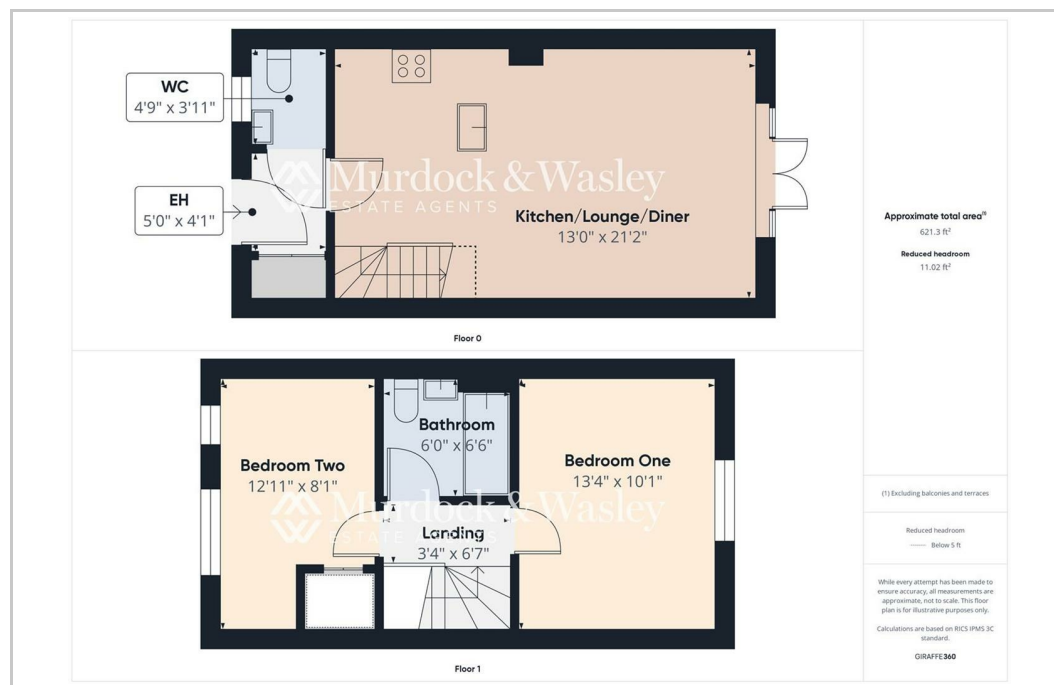 WC
4'9" x 3'11"
EH
5'0" x 4'1"
Murdock & Wasley
ESTATE AGENTS
Kitchen/Lounge/Diner
13'0" x 21'2"
Floor 0
Approximate total area(1)
621.3 ft²
Reduced headroom
11.02 ft²
Bedroom Two
12'11" x 8'1"
Bathroom
6'0" x 6'6"
Bedroom One
13'4" x 10'1"
Murdock & Wasley
ESTATE AGENTS
Landing
3'4" x 6'7"
Floor 1
(1) Excluding balconies and terraces
Reduced headroom
Below 5 ft
While every attempt has been made to
ensure accuracy, all measurements are
approximate, not to scale. This floor
plan is for illustrative purposes only.
Calculations are based on RICS IPMS 3C
standard.
GIRAFFE360